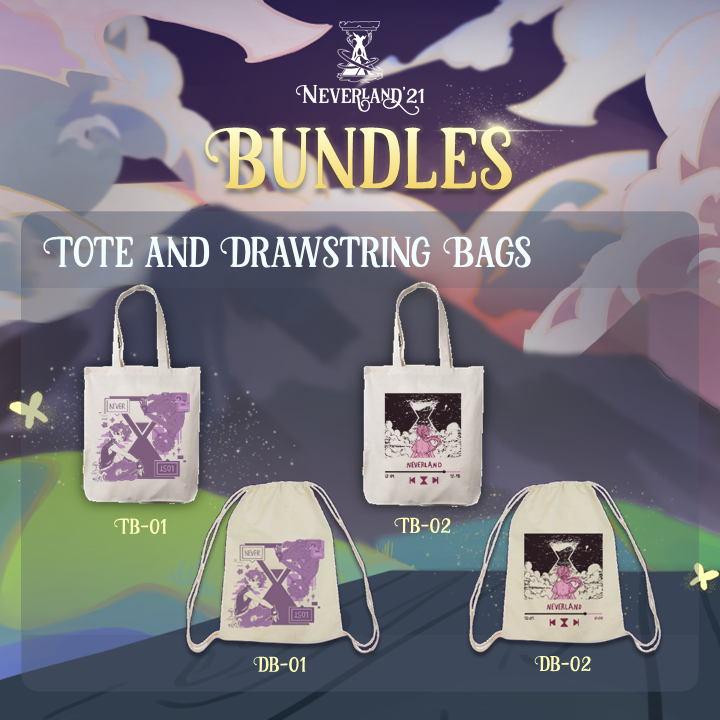 NEVERLAND'21
BUNDLES
TOTE AND DRAWSTRING BAGS
NEVER
LOST
NEVERLAND
TB-01
TB-02
NEVER
LOST
NEVERLAND
DB-01
DB-02